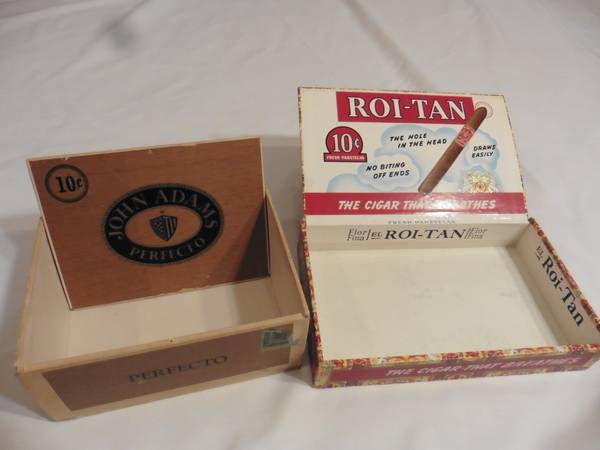 10¢
JOHN ADAMS
PERFECTO
PERFECTO
ROI-TAN
10¢
FRESH PANETELAS
THE HOLE
IN THE HEAD
DRAWS
EASILY
NO BITING
OFF ENDS
THE CIGAR THAT BREATHES
FRESH PANETELAS
Flor Fina EL ROI-TAN Flor Fina
EL Roi-Tan
THE CIGAR THAT BREATHES